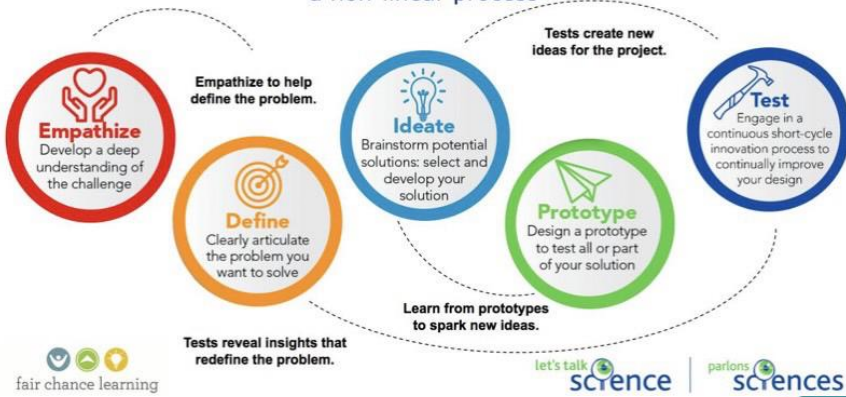 a non-linear process
Tests create new
ideas for the project.
Empathize to help
define the problem.
Empathize
Develop a deep
understanding of
the challenge
Define
Clearly articulate
the problem you
want to solve
Ideate
Brainstorm potential
solutions: select and
develop your
solution
Prototype
Design a prototype
to test all or part
of your solution
Test
Engage in a
continuous short-cycle
innovation process to
continually improve
your design
Learn from prototypes
to spark new ideas.
Tests reveal insights that
redefine the problem.
fair chance learning
let's talk
science
parlons
sciences